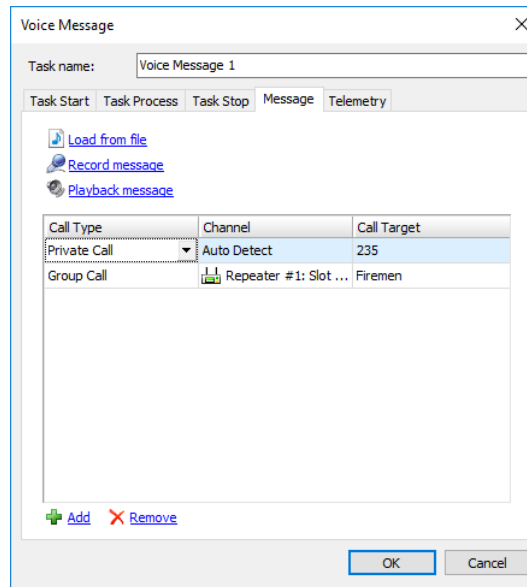 Voice Message
Task name: Voice Message 1
Task Start Task Process Task Stop Message Telemetry
Load from file
Record message
Playback message
Call Type Channel Call Target
Private Call Auto Detect 235
Group Call Repeater #1: Slot ... Firemen
Add Remove
OK Cancel